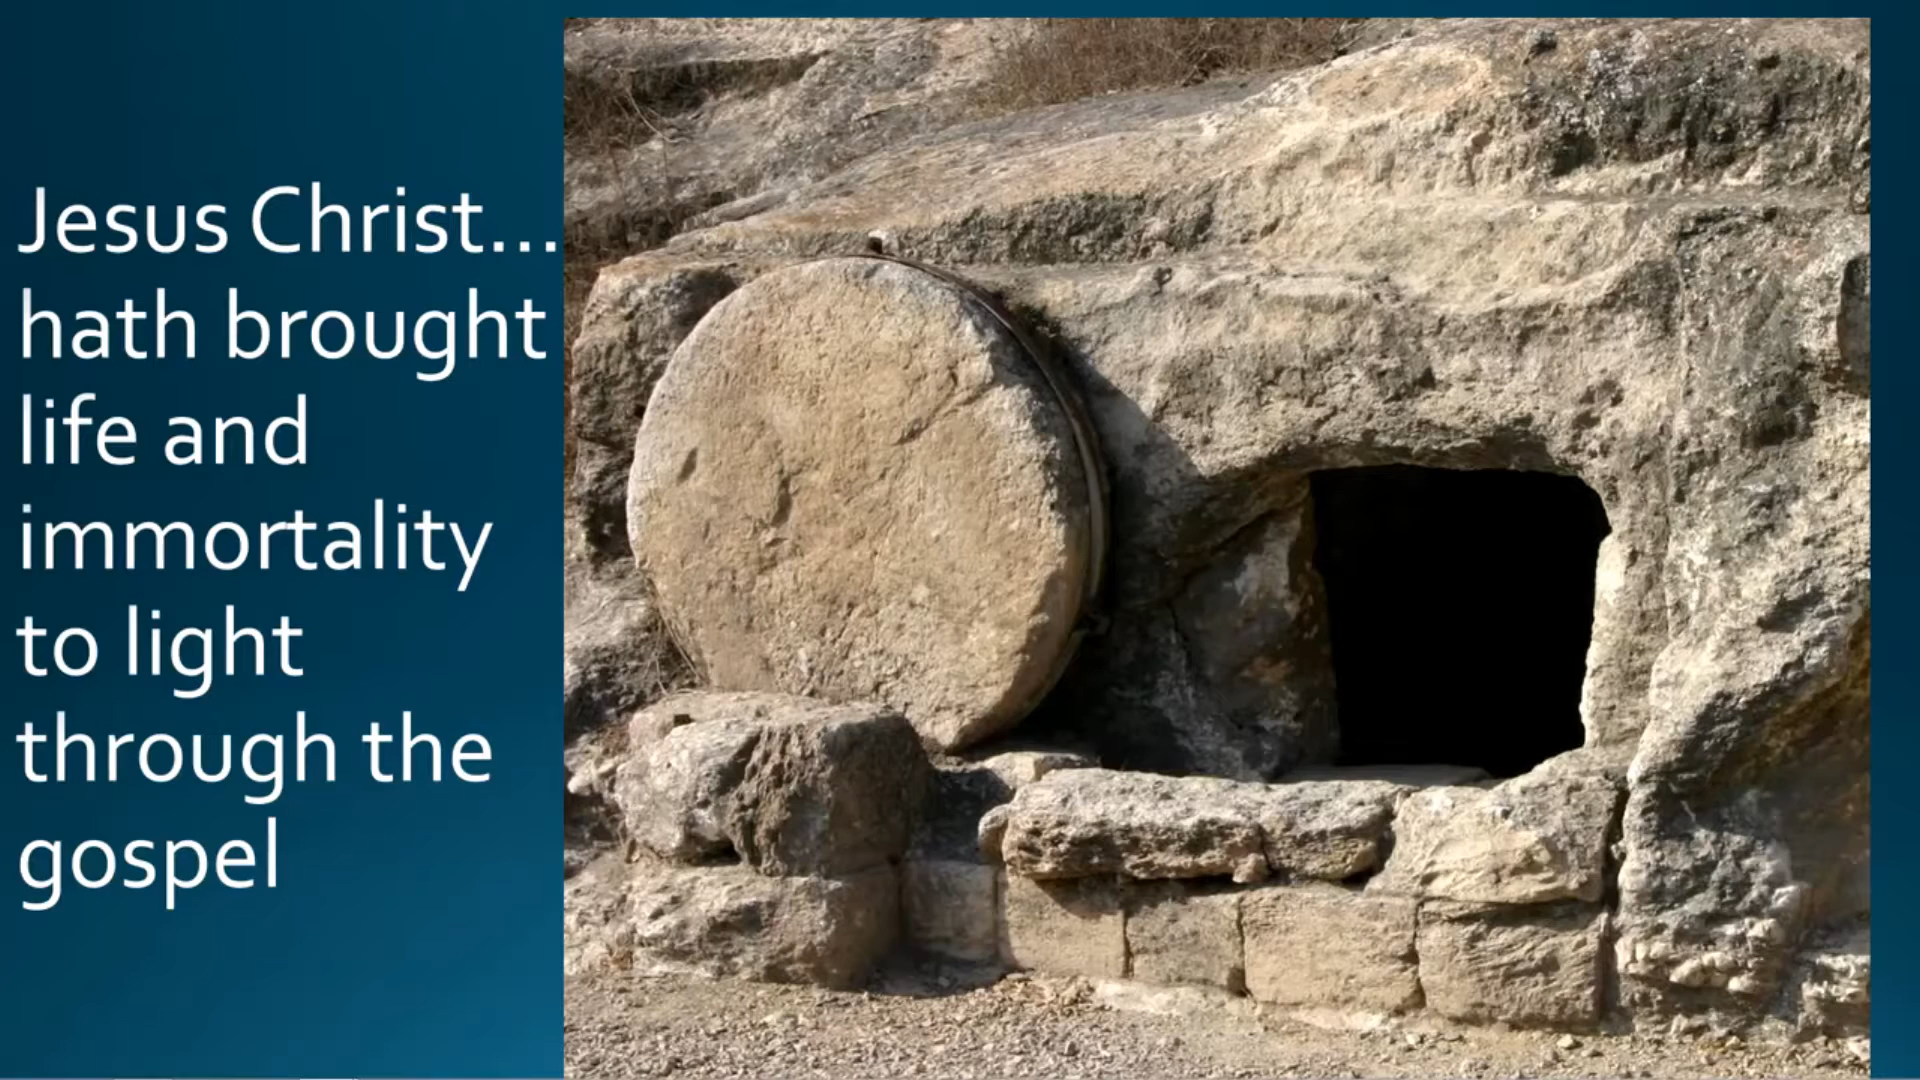 Jesus Christ...
hath brought
life and
immortality
to light
through the
gospel